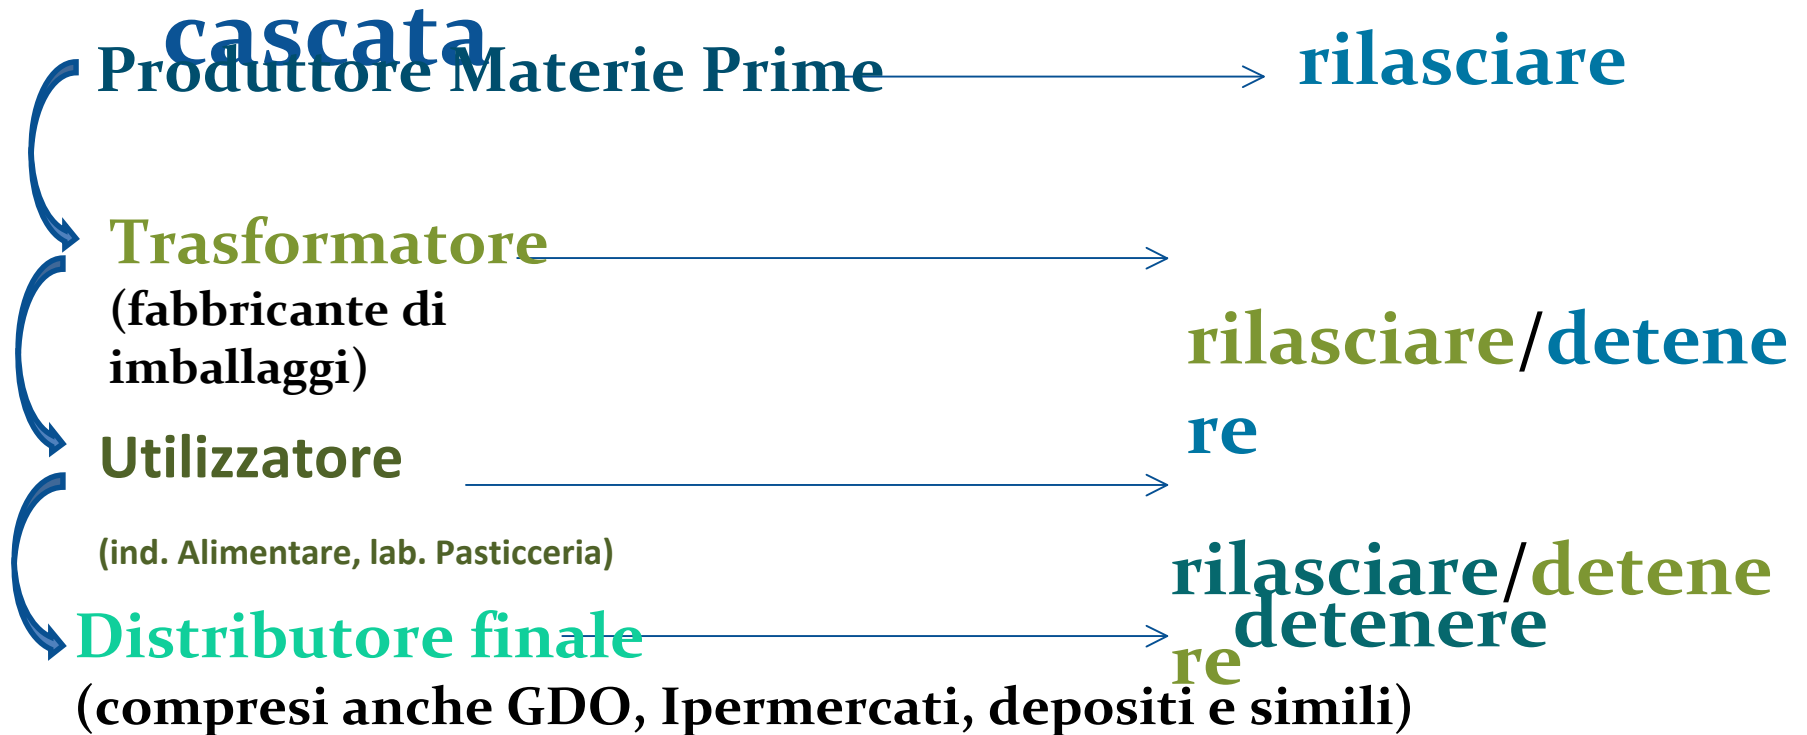 cascata
Produttore Materie Prime
rilasciare
Trasformatore
(fabbricante di
imballaggi)
rilasciare/detene
re
Utilizzatore
(ind. Alimentare, lab. Pasticceria)
rilasciare/detene
re
Distributore finale
detenere
(compresi anche GDO, Ipermercati, depositi e simili)